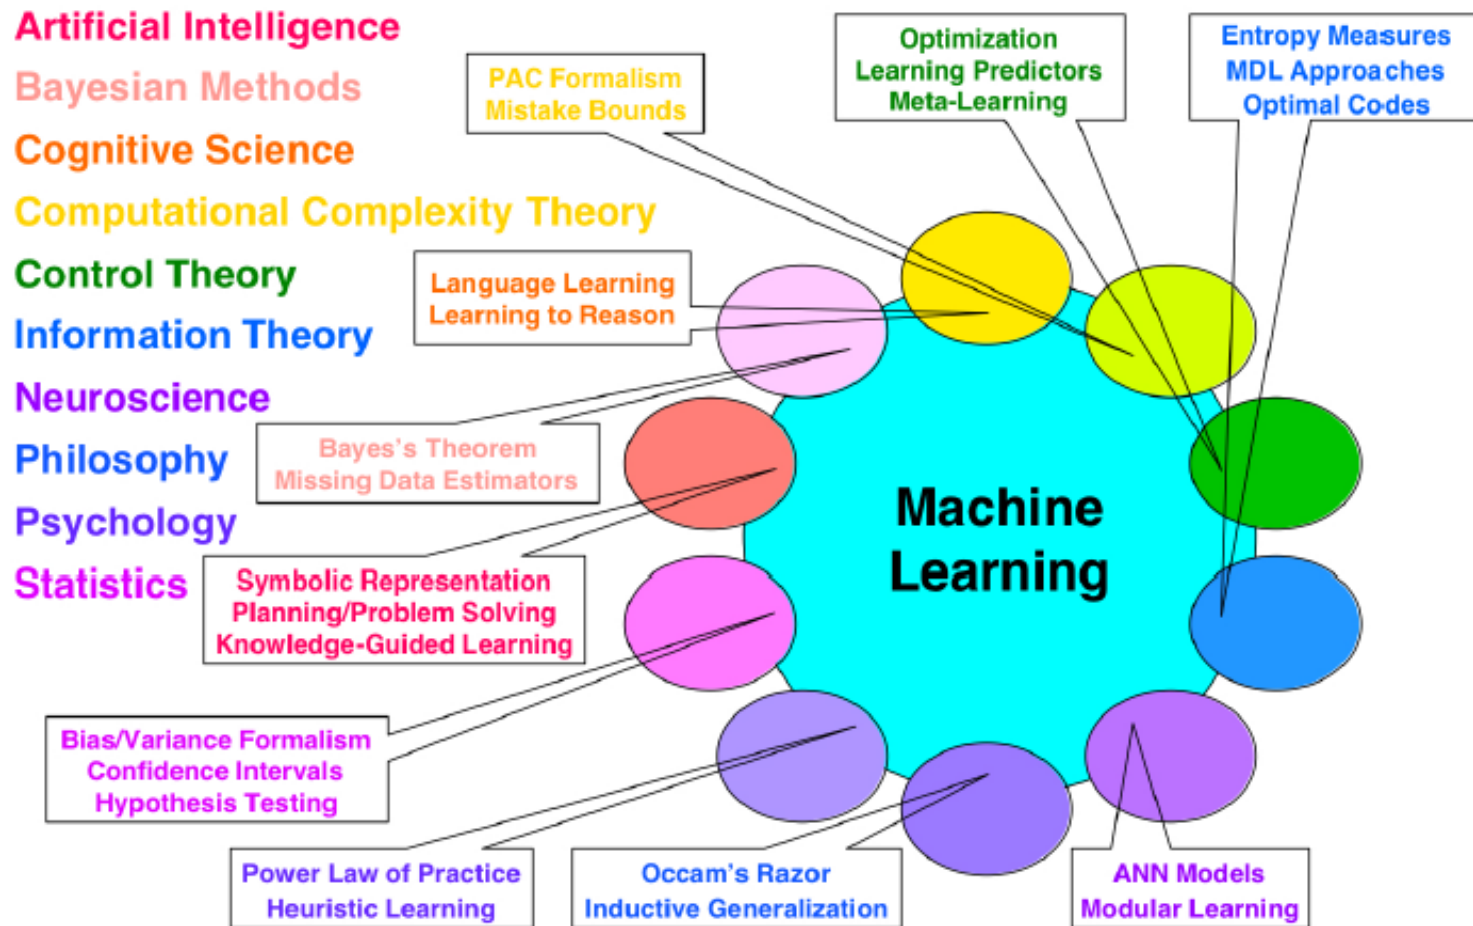 Artificial Intelligence
Bayesian Methods
Cognitive Science
Computational Complexity Theory
Control Theory
Information Theory
Neuroscience
Philosophy
Psychology
Statistics
PAC Formalism
Mistake Bounds
Optimization
Learning Predictors
Meta-Learning
Entropy Measures
MDL Approaches
Optimal Codes
Language Learning
Learning to Reason
Bayes's Theorem
Missing Data Estimators
Symbolic Representation
Planning/Problem Solving
Knowledge-Guided Learning
Machine
Learning
Bias/Variance Formalism
Confidence Intervals
Hypothesis Testing
Power Law of Practice
Heuristic Learning
Occam's Razor
Inductive Generalization
ANN Models
Modular Learning